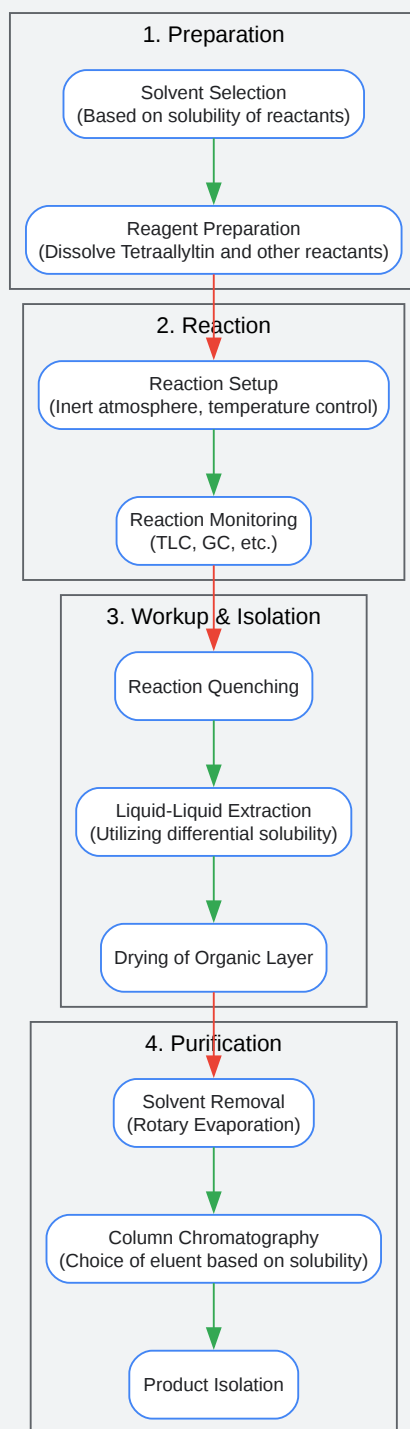 1. Preparation
Solvent Selection
(Based on solubility of reactants)
Reagent Preparation
(Dissolve Tetraallyltin and other reactants)
2. Reaction
Reaction Setup
(Inert atmosphere, temperature control)
Reaction Monitoring
(TLC, GC, etc.)
3. Workup & Isolation
Reaction Quenching
Liquid-Liquid Extraction
(Utilizing differential solubility)
Drying of Organic Layer
4. Purification
Solvent Removal
(Rotary Evaporation)
Column Chromatography
(Choice of eluent based on solubility)
Product Isolation